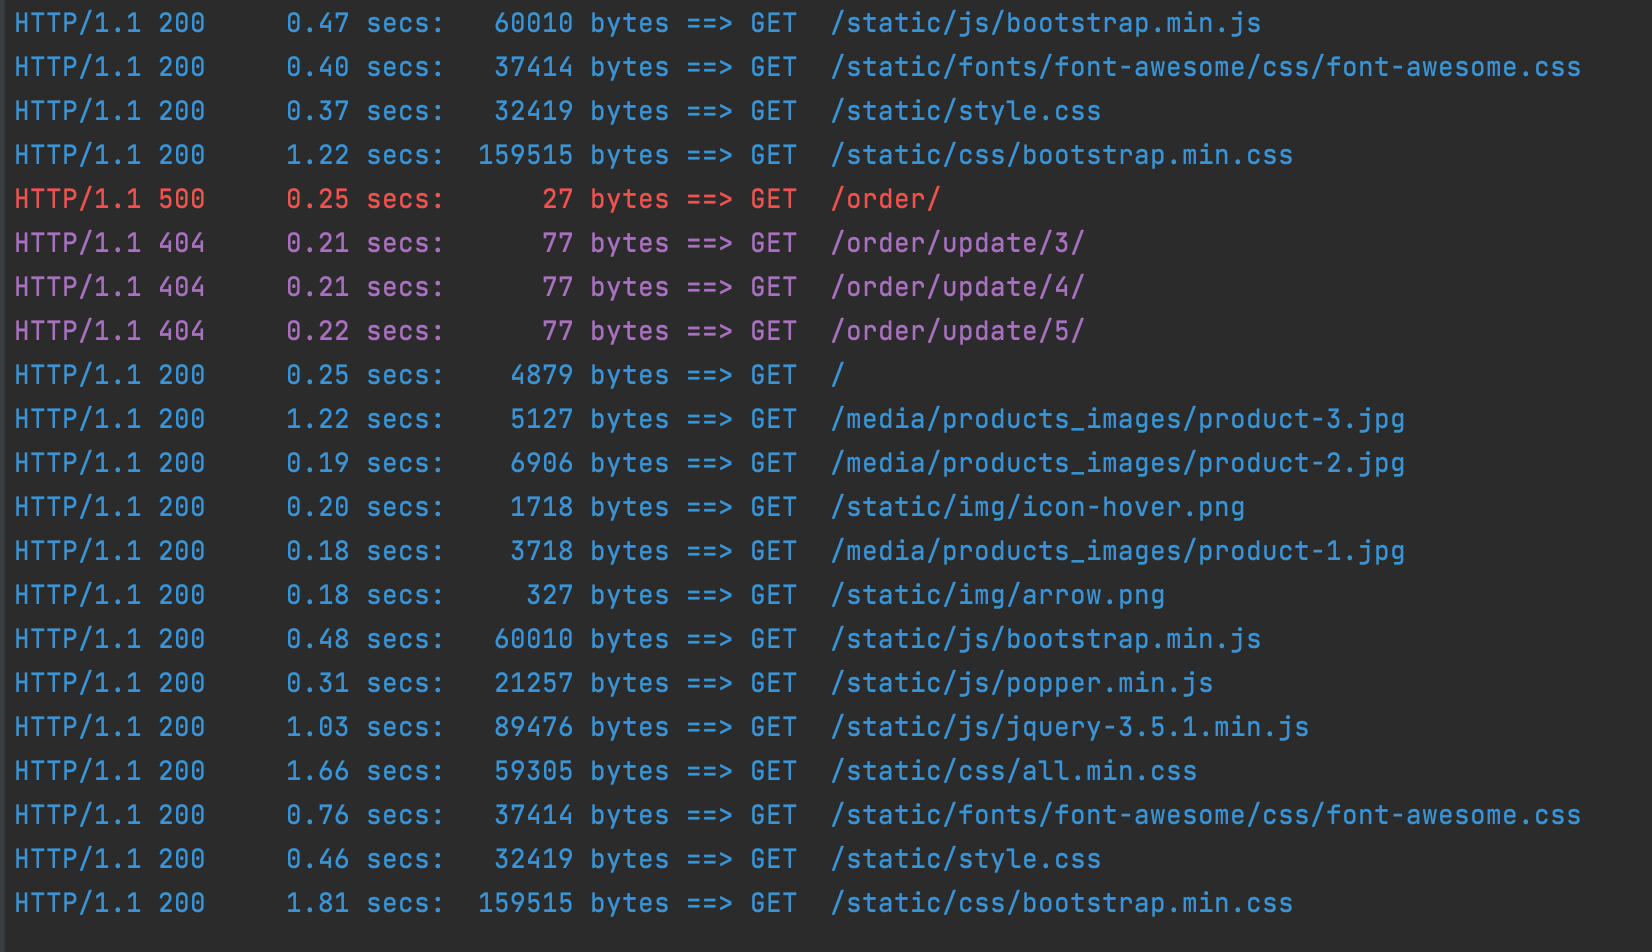 HTTP/1.1 200     0.47 secs:   60010 bytes ==> GET  /static/js/bootstrap.min.js
HTTP/1.1 200     0.40 secs:   37414 bytes ==> GET  /static/fonts/font-awesome/css/font-awesome.css
HTTP/1.1 200     0.37 secs:   32419 bytes ==> GET  /static/style.css
HTTP/1.1 200     1.22 secs:  159515 bytes ==> GET  /static/css/bootstrap.min.css
HTTP/1.1 500     0.25 secs:      27 bytes ==> GET  /order/
HTTP/1.1 404     0.21 secs:      77 bytes ==> GET  /order/update/3/
HTTP/1.1 404     0.21 secs:      77 bytes ==> GET  /order/update/4/
HTTP/1.1 404     0.22 secs:      77 bytes ==> GET  /order/update/5/
HTTP/1.1 200     0.25 secs:    4879 bytes ==> GET  /
HTTP/1.1 200     1.22 secs:    5127 bytes ==> GET  /media/products_images/product-3.jpg
HTTP/1.1 200     0.19 secs:    6906 bytes ==> GET  /media/products_images/product-2.jpg
HTTP/1.1 200     0.20 secs:    1718 bytes ==> GET  /static/img/icon-hover.png
HTTP/1.1 200     0.18 secs:    3718 bytes ==> GET  /media/products_images/product-1.jpg
HTTP/1.1 200     0.18 secs:     327 bytes ==> GET  /static/img/arrow.png
HTTP/1.1 200     0.48 secs:   60010 bytes ==> GET  /static/js/bootstrap.min.js
HTTP/1.1 200     0.31 secs:   21257 bytes ==> GET  /static/js/popper.min.js
HTTP/1.1 200     1.03 secs:   89476 bytes ==> GET  /static/js/jquery-3.5.1.min.js
HTTP/1.1 200     1.66 secs:   59305 bytes ==> GET  /static/css/all.min.css
HTTP/1.1 200     0.76 secs:   37414 bytes ==> GET  /static/fonts/font-awesome/css/font-awesome.css
HTTP/1.1 200     0.46 secs:   32419 bytes ==> GET  /static/style.css
HTTP/1.1 200     1.81 secs:  159515 bytes ==> GET  /static/css/bootstrap.min.css